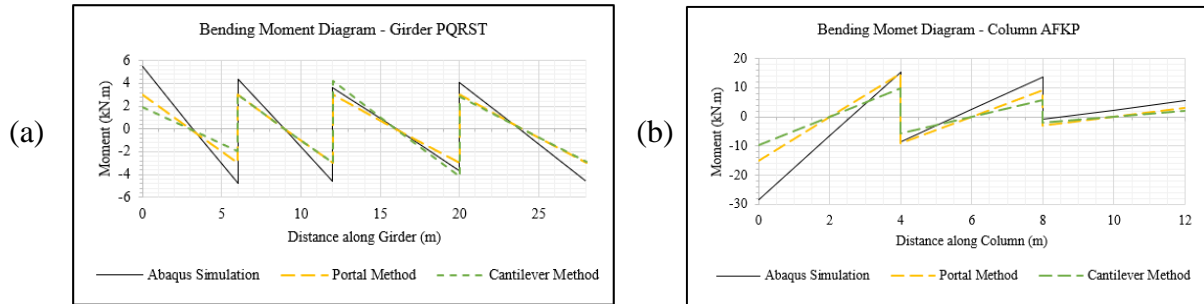 (a)
Bending Moment Diagram - Girder PQRST
Moment (kN.m)
6
4
2
0
-2
-4
-6
0 5 10 15 20 25
Distance along Girder (m)
Abaqus Simulation Portal Method Cantilever Method
(b)
Bending Momet Diagram - Column AFKP
Moment (kN.m)
20
10
0
-10
-20
-30
0 2 4 6 8 10 12
Distance along Column (m)
Abaqus Simulation Portal Method Cantilever Method